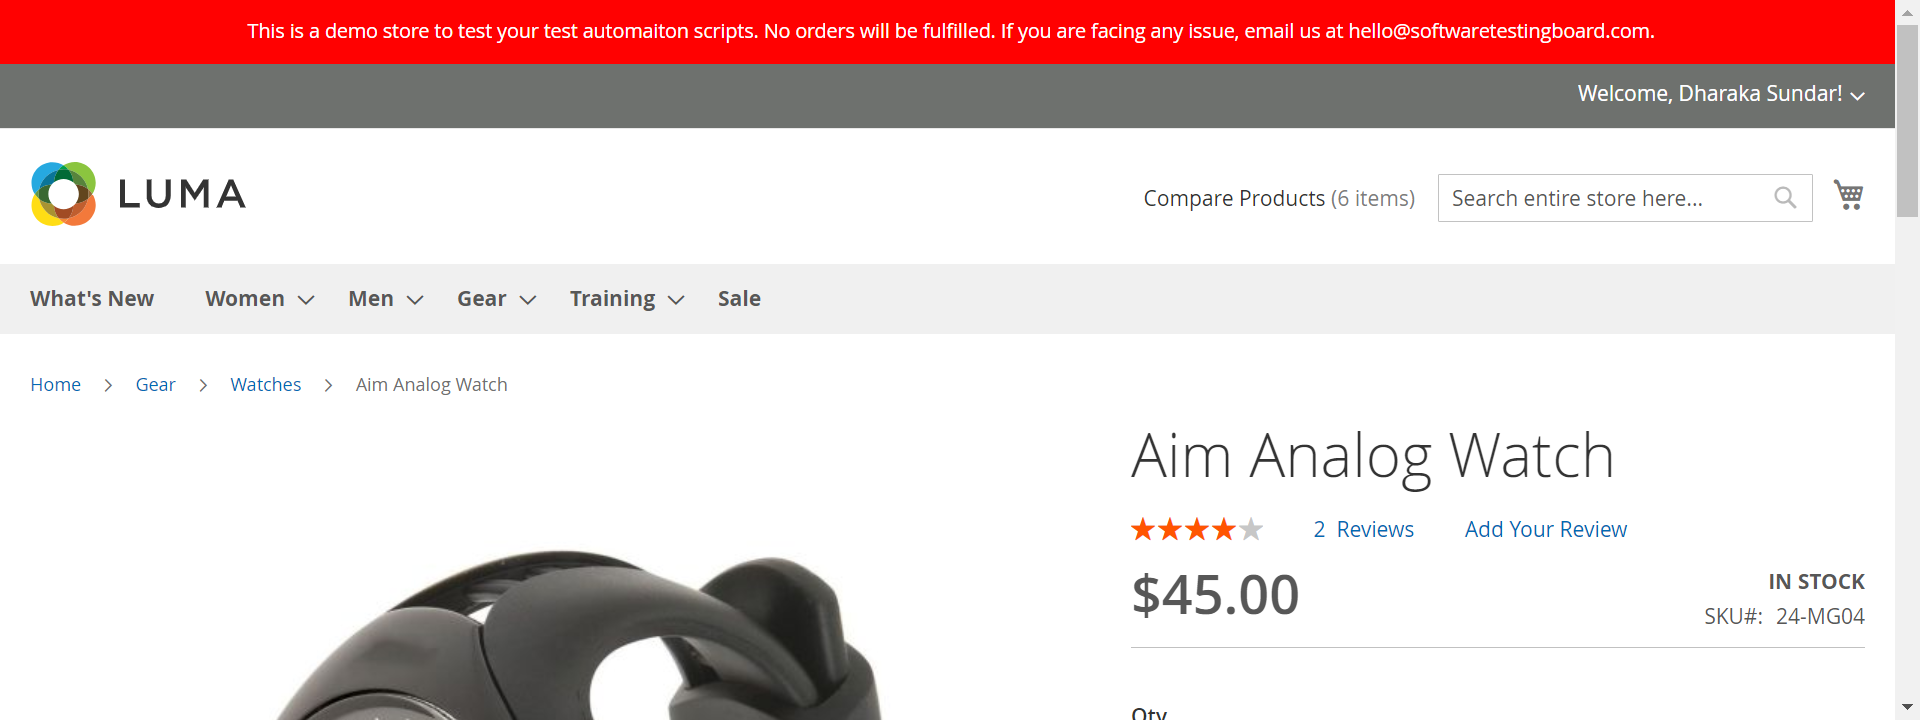 This is a demo store to test your test automaiton scripts. No orders will be fulfilled. If you are facing any issue, email us at hello@softwaretestingboard.com.
Welcome, Dharaka Sundar!
LUMA
Compare Products (6 items)
Search entire store here...
What's New Women Men Gear Training Sale
Home > Gear > Watches > Aim Analog Watch
Aim Analog Watch
2 Reviews Add Your Review
$45.00
IN STOCK
SKU#: 24-MG04
Qty